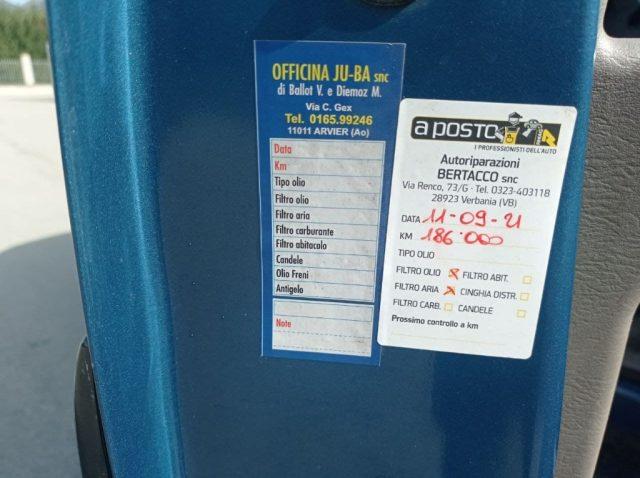 OFFICINA JU-BA snc
di Ballot V. e Diemoz M.
Via C. Gex
Tel. 0165.99246
11011 ARVIER (Ao)
Data
Km
Tipo olio
Filtro olio
Filtro aria
Filtro carburante
Filtro abitacolo
Candele
Olio Freni
Antigelo
Note
a POSTO
I PROFESSIONISTI DELL'AUTO
Autoriparazioni
BERTACCO snc
Via Renco, 73/G - Tel. 0323-403118
28923 Verbania (VB)
DATA 11-09-21
KM 186.000
TIPO OLIO
FILTRO OLIO X FILTRO ABIT.
FILTRO ARIA X CINGHIA DISTR.
FILTRO CARB. CANDELE
Prossimo controllo a km